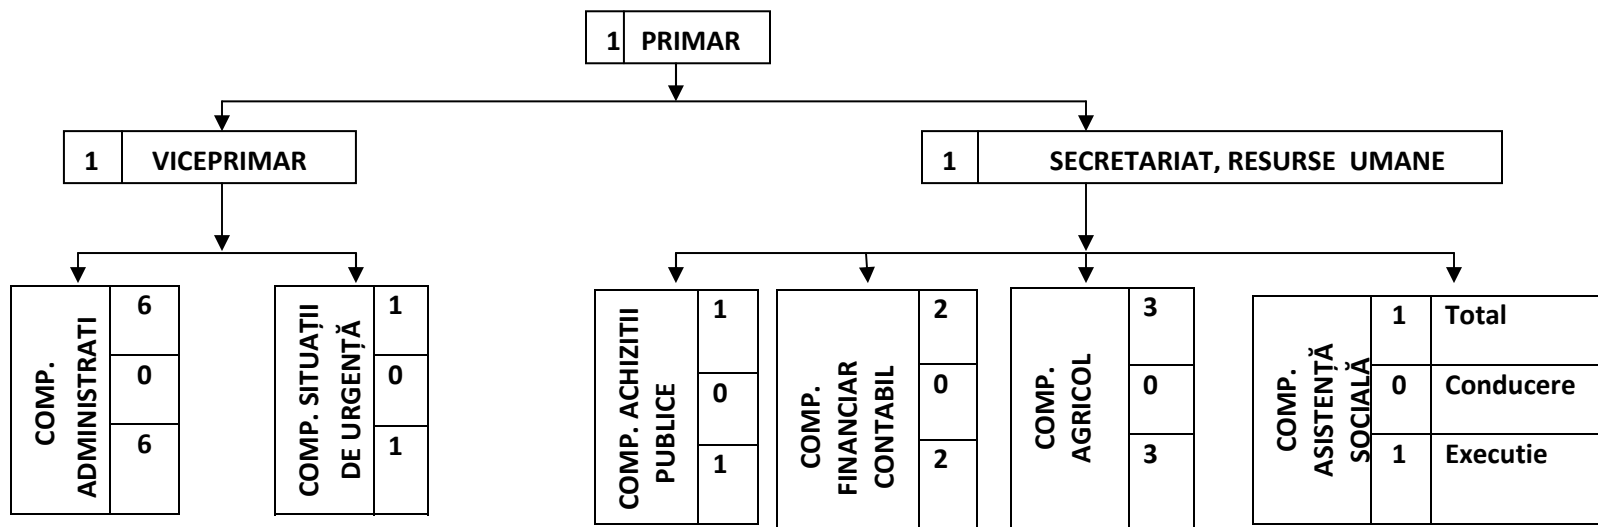 1 PRIMAR
1 VICEPRIMAR
1 SECRETARIAT, RESURSE UMANE
COMP.
ADMINISTRATI
6
0
6
COMP. SITUAȚII
DE URGENȚĂ
1
0
1
COMP. ACHIZITII
PUBLICE
1
0
1
COMP.
FINANCIAR
CONTABIL
2
0
2
COMP.
AGRICOL
3
0
3
COMP.
ASISTENȚĂ
SOCIALĂ
1 Total
0 Conducere
1 Executie